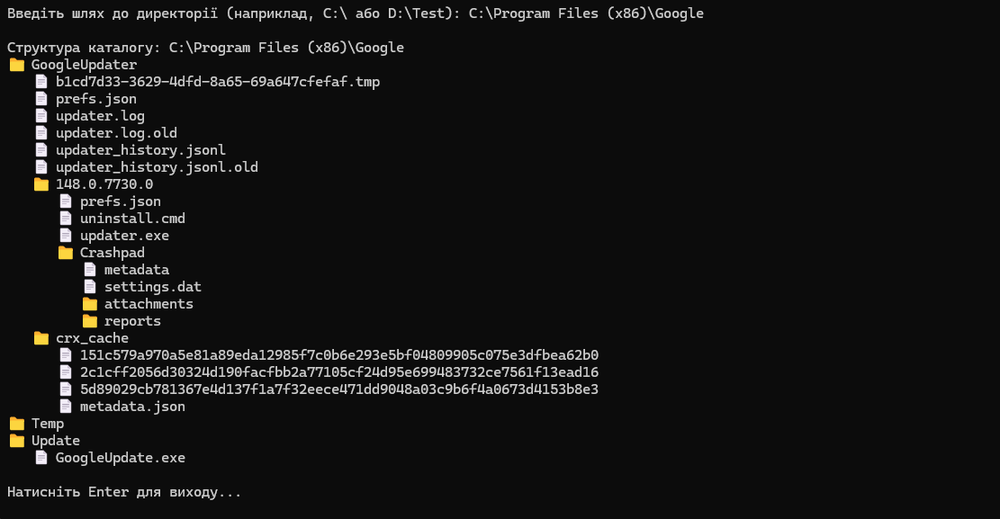 Введіть шлях до директорії (наприклад, C:\ або D:\Test): C:\Program Files (x86)\Google
Структура каталогу: C:\Program Files (x86)\Google
GoogleUpdater
b1cd7d33-3629-4dfd-8a65-69a647cfefaf.tmp
prefs.json
updater.log
updater.log.old
updater_history.jsonl
updater_history.jsonl.old
148.0.7730.0
prefs.json
uninstall.cmd
updater.exe
Crashpad
metadata
settings.dat
attachments
reports
crx_cache
151c579a970a5e81a89eda12985f7c0b6e293e5bf04809905c075e3dfbea62b0
2c1cff2056d30324d190facfbb2a77105cf24d95e699483732ce7561f13ead16
5d89029cb781367e4d137f1a7f32eece471dd9048a03c9b6f4a0673d4153b8e3
metadata.json
Temp
Update
GoogleUpdate.exe
Натисніть Enter для виходу...